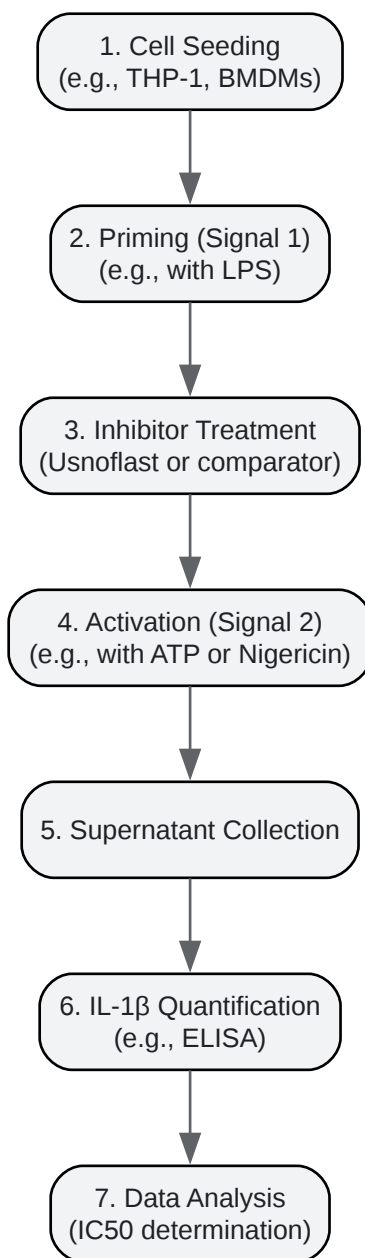 1. Cell Seeding
(e.g., THP-1, BMDMs)
2. Priming (Signal 1)
(e.g., with LPS)
3. Inhibitor Treatment
(Usnoflast or comparator)
4. Activation (Signal 2)
(e.g., with ATP or Nigericin)
5. Supernatant Collection
6. IL-1β Quantification
(e.g., ELISA)
7. Data Analysis
(IC50 determination)